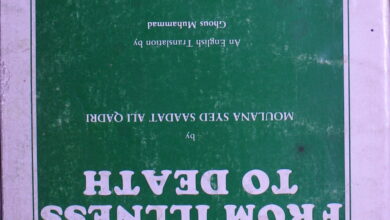 FROM ILLNESS
TO DEATH
by
MOULANA SYED SAADAT ALI QADRI
An English Translation by
Ghous Muhammad